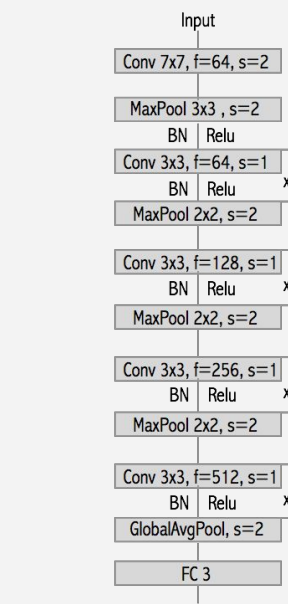 Input
Conv 7x7, f=64, s=2
MaxPool 3x3 , s=2
BN Relu
Conv 3x3, f=64, s=1
BN Relu x
MaxPool 2x2, s=2
Conv 3x3, f=128, s=1
BN Relu x
MaxPool 2x2, s=2
Conv 3x3, f=256, s=1
BN Relu x
MaxPool 2x2, s=2
Conv 3x3, f=512, s=1
BN Relu x
GlobalAvgPool, s=2
FC 3